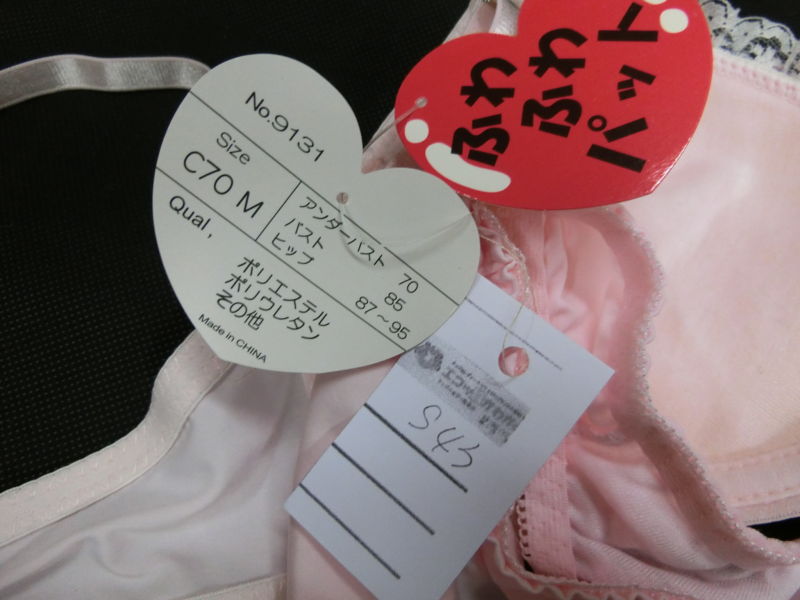 No.9131
Size
C70 M
アンダーバスト 70
バスト 85
ヒップ 87～95
Qual,
ポリエステル
ポリウレタン
その他
Made in CHINA
ふわ
ふわ
パット